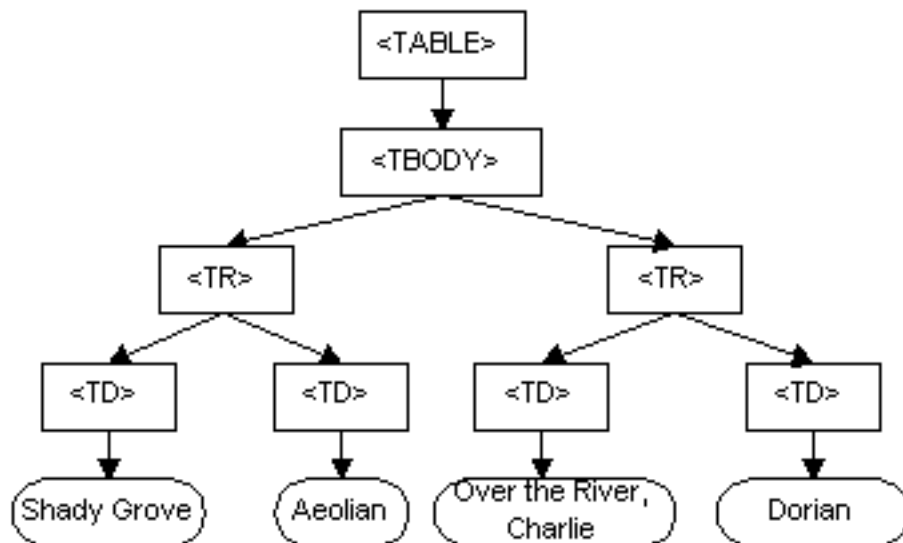 <TABLE>
<TBODY>
<TR>
<TR>
<TD>
<TD>
<TD>
<TD>
Shady Grove
Aeolian
Over the River,
Charlie
Dorian